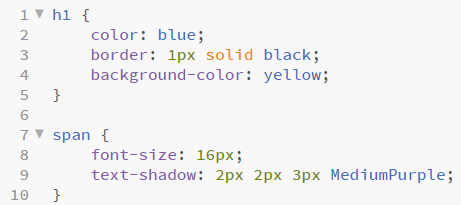 1 h1 {
2 color: blue;
3 border: 1px solid black;
4 background-color: yellow;
5 }
6
7 span {
8 font-size: 16px;
9 text-shadow: 2px 2px 3px MediumPurple;
10 }